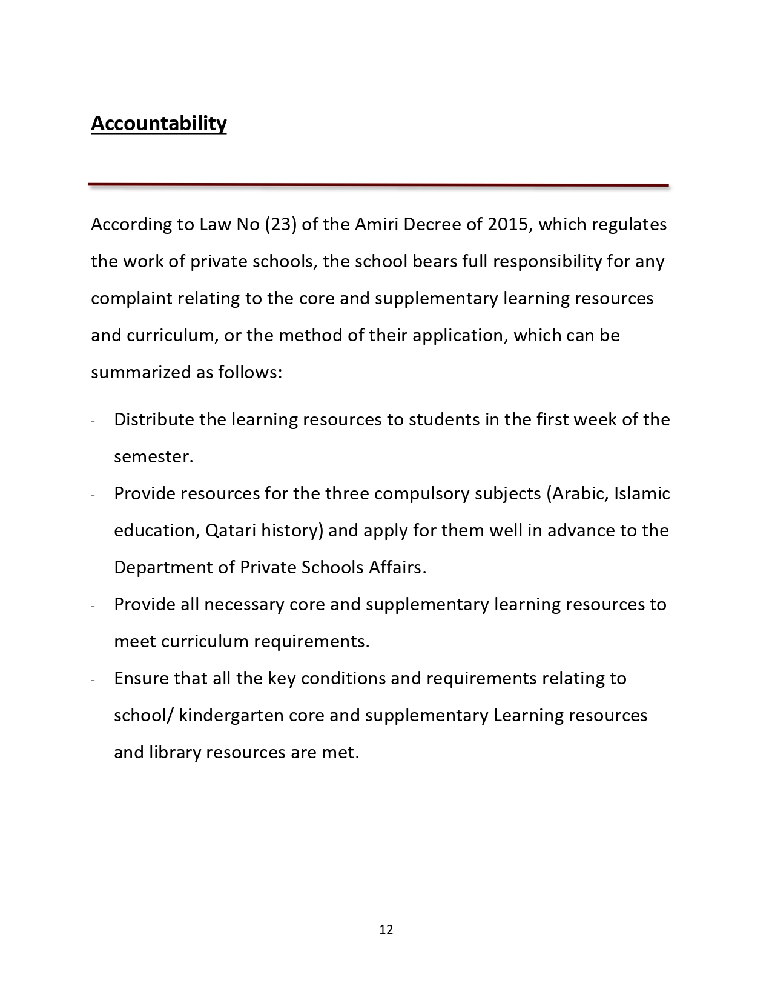 Accountability
According to Law No (23) of the Amiri Decree of 2015, which regulates
the work of private schools, the school bears full responsibility for any
complaint relating to the core and supplementary learning resources
and curriculum, or the method of their application, which can be
summarized as follows:
- Distribute the learning resources to students in the first week of the
semester.
- Provide resources for the three compulsory subjects (Arabic, Islamic
education, Qatari history) and apply for them well in advance to the
Department of Private Schools Affairs.
- Provide all necessary core and supplementary learning resources to
meet curriculum requirements.
- Ensure that all the key conditions and requirements relating to
school/ kindergarten core and supplementary Learning resources
and library resources are met.
12